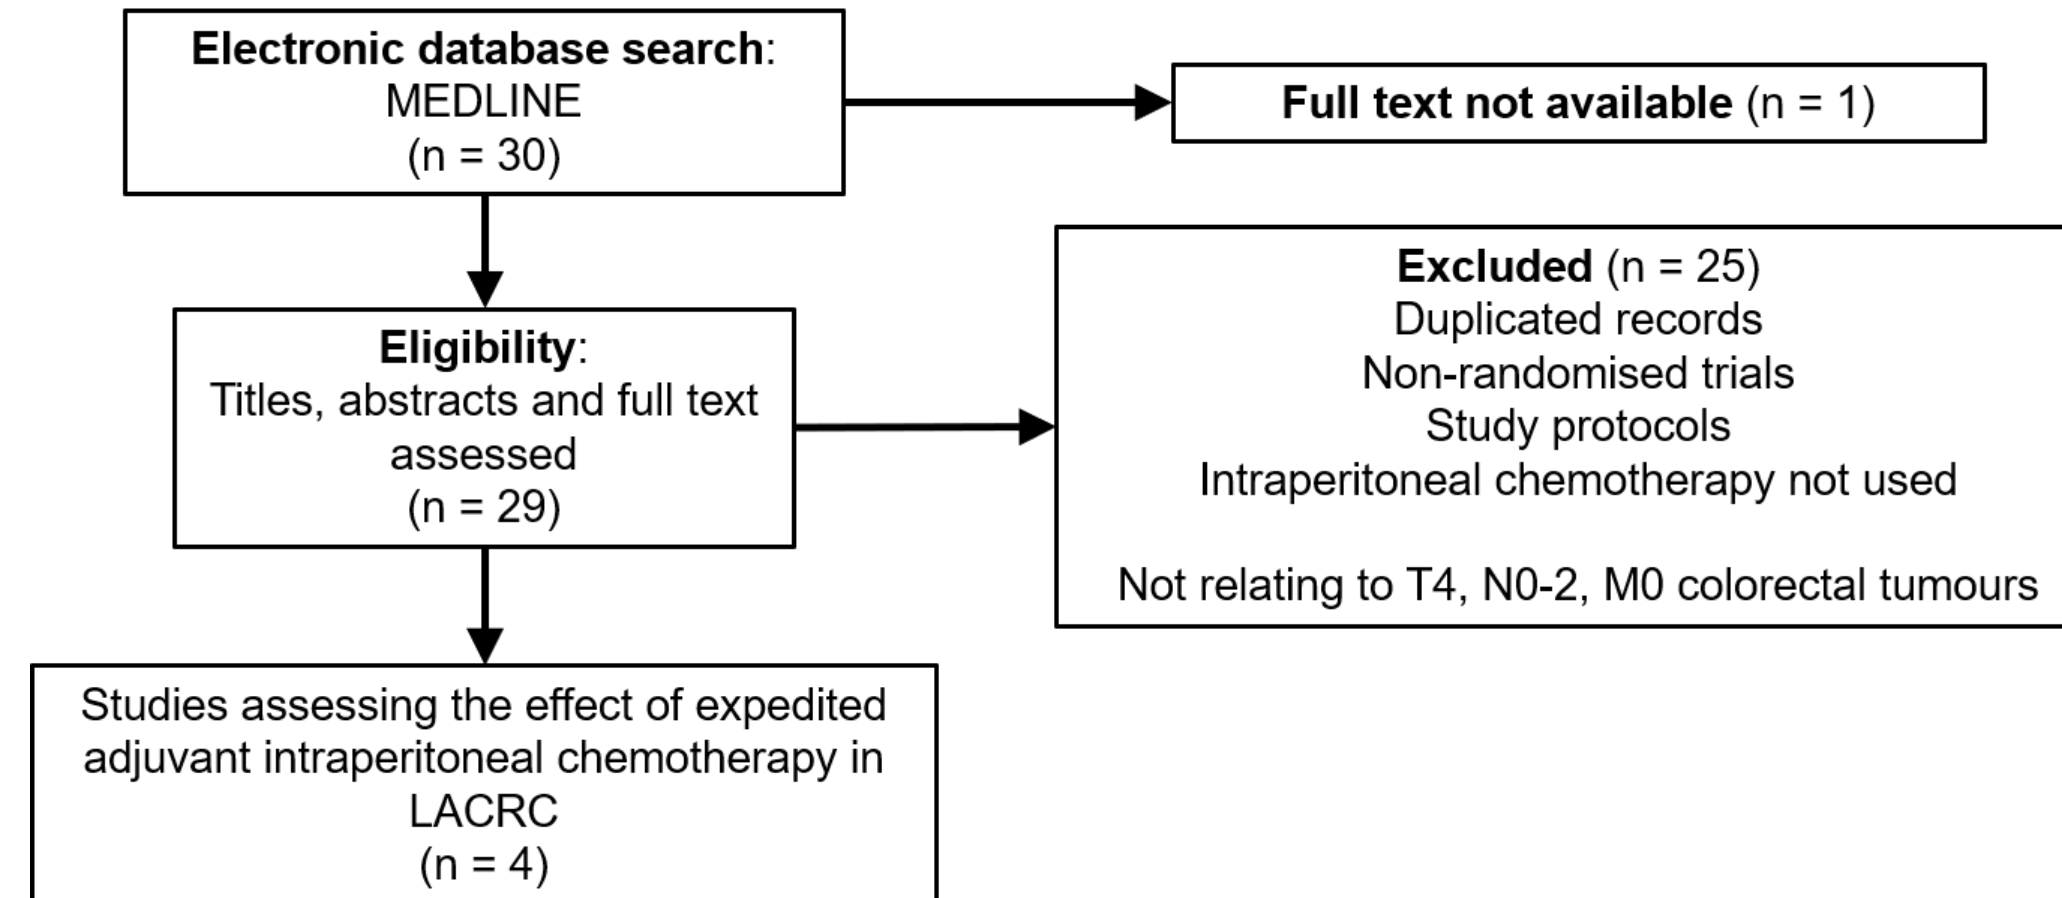 Electronic database search:
MEDLINE
(n = 30)
Full text not available (n = 1)
Eligibility:
Titles, abstracts and full text
assessed
(n = 29)
Excluded (n = 25)
Duplicated records
Non-randomised trials
Study protocols
Intraperitoneal chemotherapy not used
Not relating to T4, N0-2, M0 colorectal tumours
Studies assessing the effect of expedited
adjuvant intraperitoneal chemotherapy in
LACRC
(n = 4)